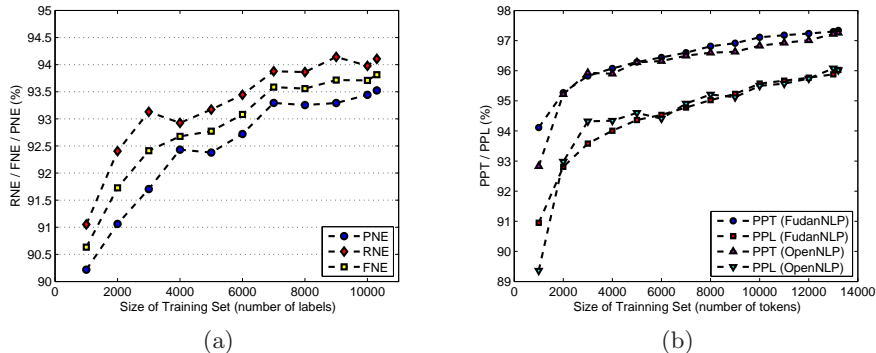 95
94.5
94
93.5
93
92.5
92
91.5
91
90.5
90
RNE / FNE / PNE (%)
PNE
RNE
FNE
0 2000 4000 6000 8000 10000
Size of Training Set (number of labels)
(a)
98
97
96
95
94
93
92
91
90
89
PPT / PPL (%)
PPT (FudanNLP)
PPL (FudanNLP)
PPT (OpenNLP)
PPL (OpenNLP)
0 2000 4000 6000 8000 10000 12000 14000
Size of Trainning Set (number of tokens)
(b)